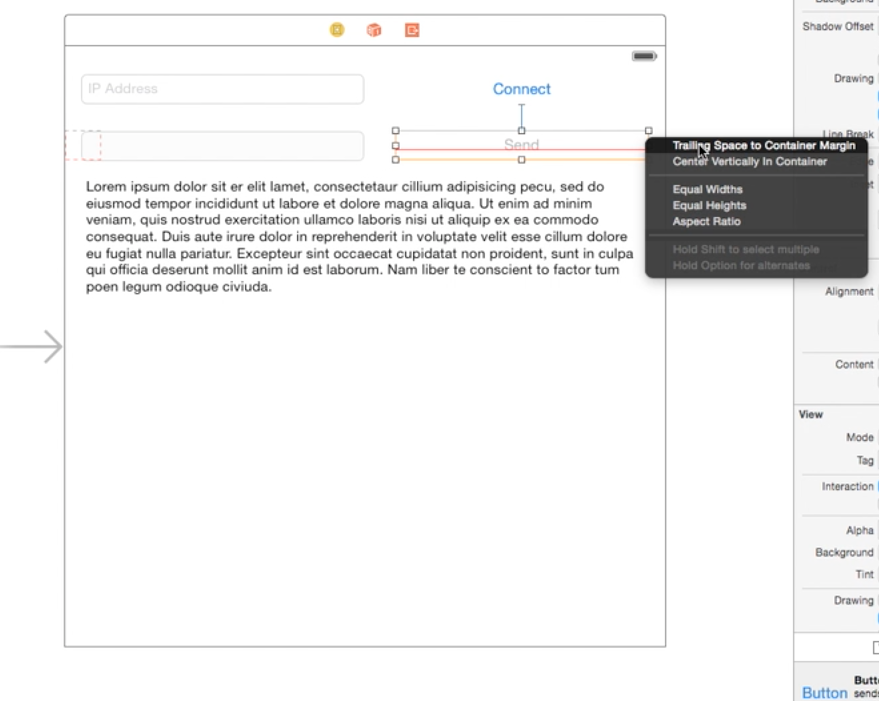 Shadow Offset
IP Address
Connect
Drawing
Line Break
Send
Trailing Space to Container Margin
Center Vertically In Container
Equal Widths
Equal Heights
Aspect Ratio
Hold Shift to select multiple
Hold Option for alternates
Lorem ipsum dolor sit er elit lamet, consectetaur cillium adipisicing pecu, sed do
eiusmod tempor incididunt ut labore et dolore magna aliqua. Ut enim ad minim
veniam, quis nostrud exercitation ullamco laboris nisi ut aliquip ex ea commodo
consequat. Duis aute irure dolor in reprehenderit in voluptate velit esse cillum dolore
eu fugiat nulla pariatur. Excepteur sint occaecat cupidatat non proident, sunt in culpa
qui officia deserunt mollit anim id est laborum. Nam liber te conscient to factor tum
poen legum odioque civiuda.
Alignment
Content
View
Mode
Tag
Interaction
Alpha
Background
Tint
Drawing
Button